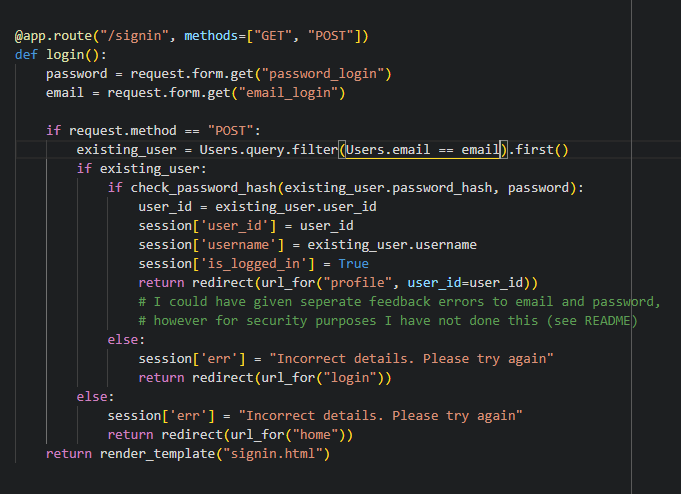 @app.route("/signin", methods=["GET", "POST"])
def login():
    password = request.form.get("password_login")
    email = request.form.get("email_login")

    if request.method == "POST":
        existing_user = Users.query.filter(Users.email == email).first()
        if existing_user:
            if check_password_hash(existing_user.password_hash, password):
                user_id = existing_user.user_id
                session['user_id'] = user_id
                session['username'] = existing_user.username
                session['is_logged_in'] = True
                return redirect(url_for("profile", user_id=user_id))
                # I could have given seperate feedback errors to email and password,
                # however for security purposes I have not done this (see README)
            else:
                session['err'] = "Incorrect details. Please try again"
                return redirect(url_for("login"))
        else:
            session['err'] = "Incorrect details. Please try again"
            return redirect(url_for("home"))
    return render_template("signin.html")